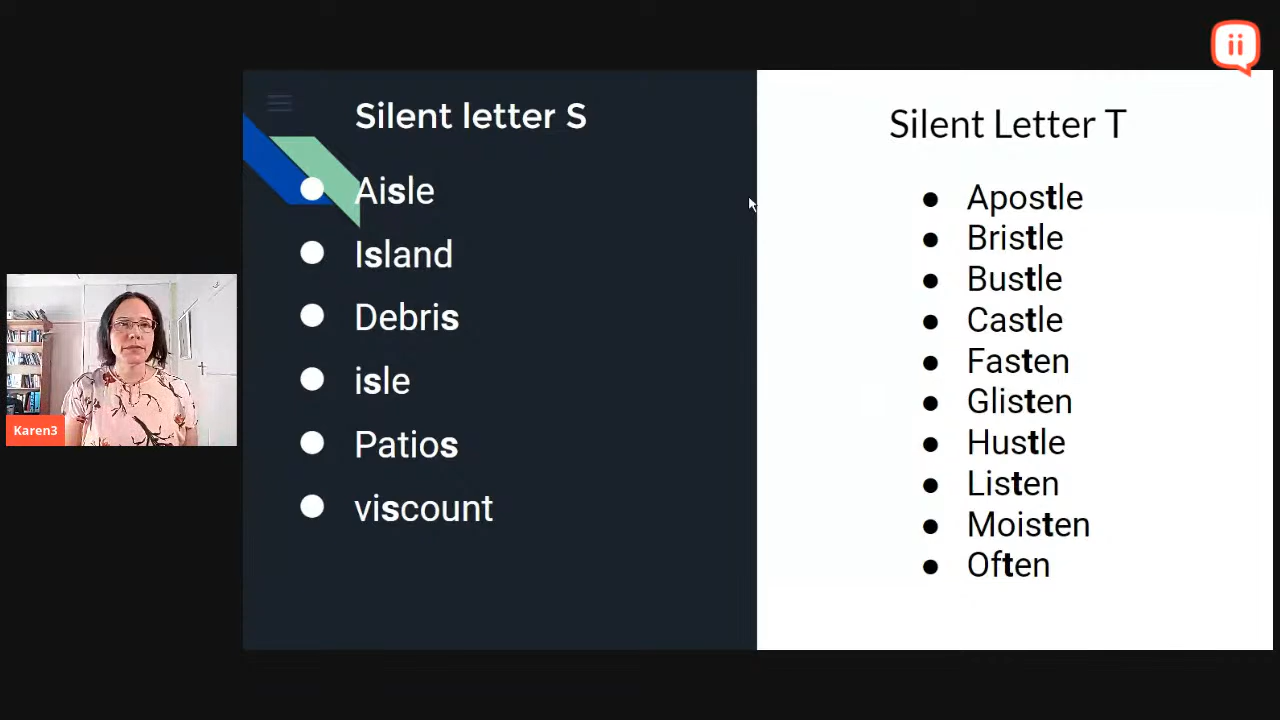 Silent letter S
Aisle
Island
Debris
isle
Patios
viscount
Silent Letter T
Apostle
Bristle
Bustle
Castle
Fasten
Glisten
Hustle
Listen
Moisten
Often
Karen3